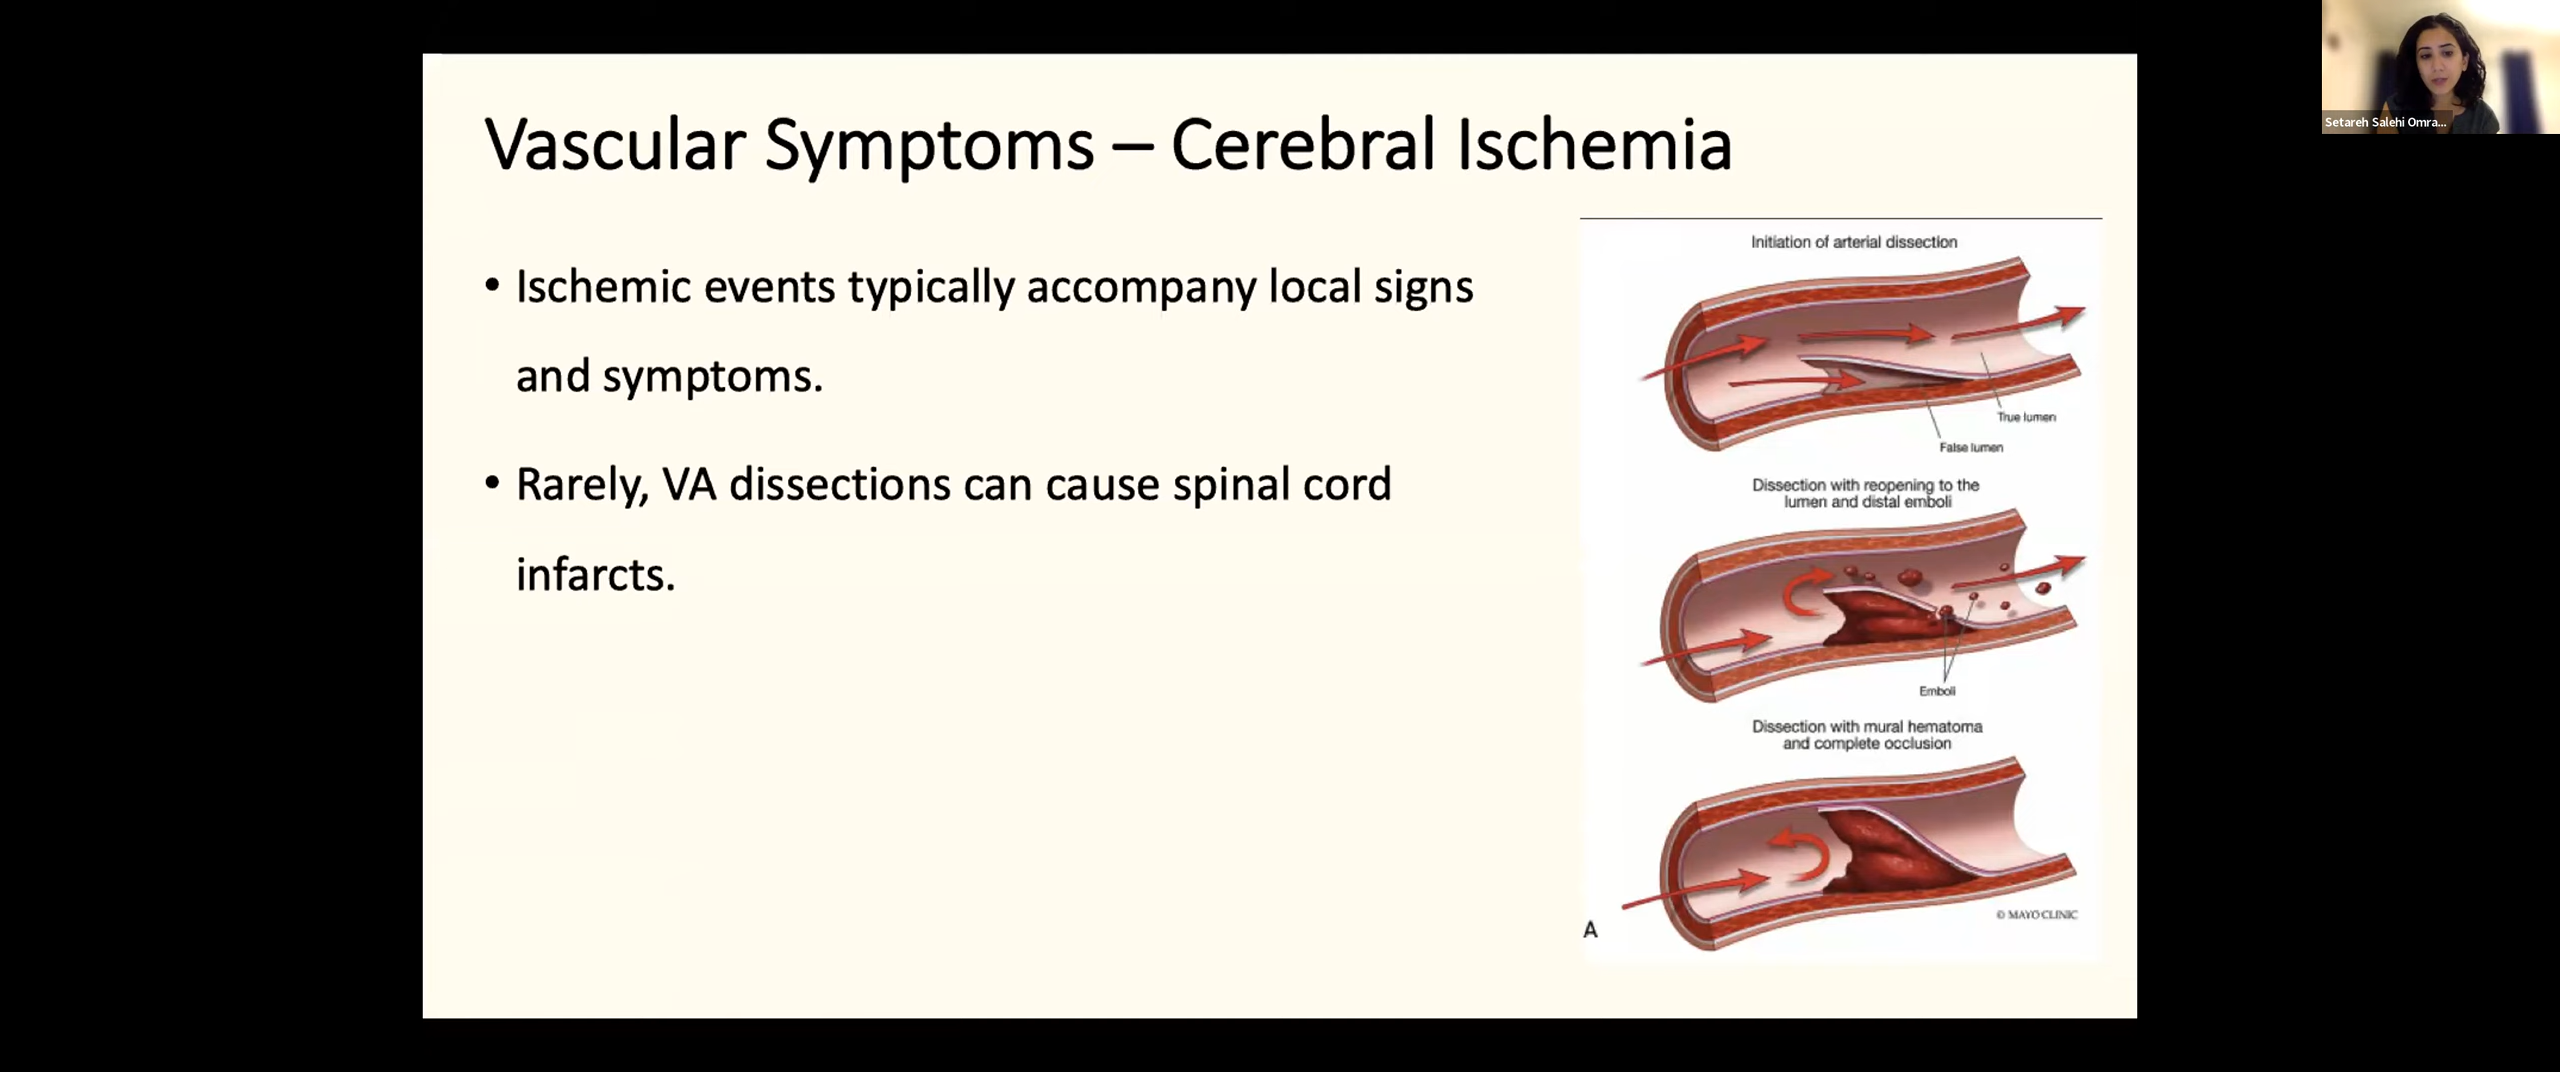 Vascular Symptoms – Cerebral Ischemia
• Ischemic events typically accompany local signs
and symptoms.
• Rarely, VA dissections can cause spinal cord
infarcts.
Initiation of arterial dissection
True lumen
False lumen
Dissection with reopening to the
lumen and distal emboli
Emboli
Dissection with mural hematoma
and complete occlusion
© MAYO CLINIC
A
Setareh Salehi Omra...